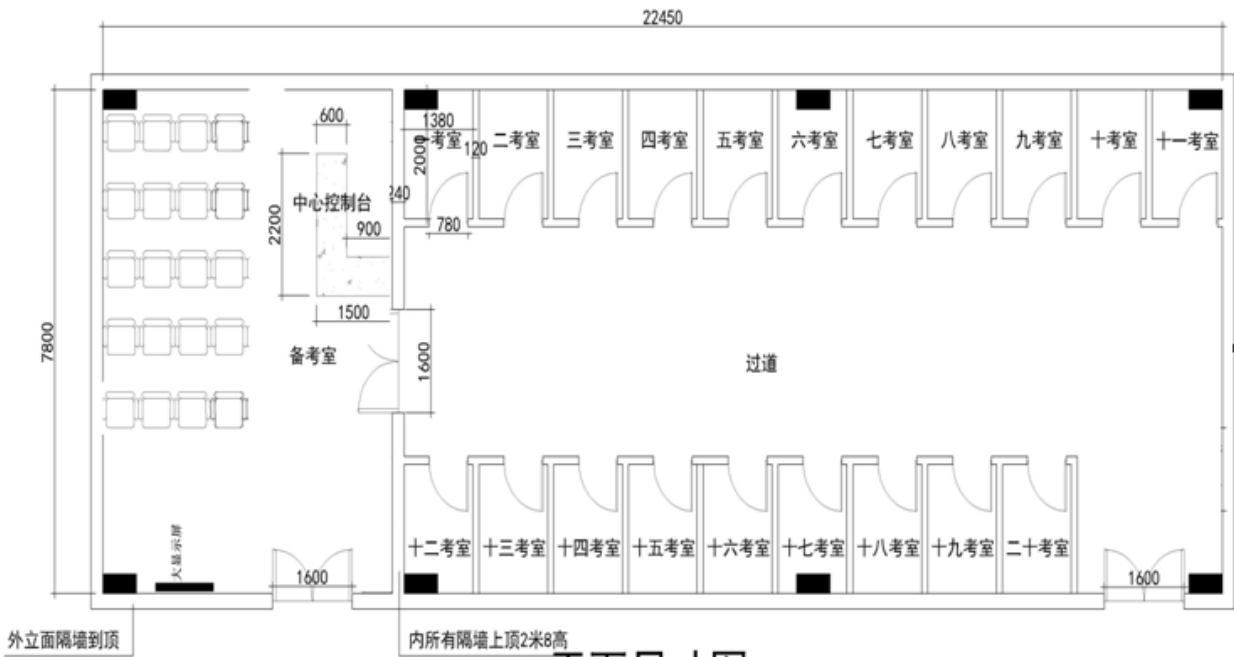 22450
600
1380
2000
一考室
二考室
三考室
四考室
五考室
六考室
七考室
八考室
九考室
十考室
十一考室
120
240
中心控制台
2200
900
780
1500
1600
7800
备考室
过道
十二考室
十三考室
十四考室
十五考室
十六考室
十七考室
十八考室
十九考室
二十考室
大显示屏
1600
1600
外立面隔墙到顶
内所有隔墙上顶2米8高